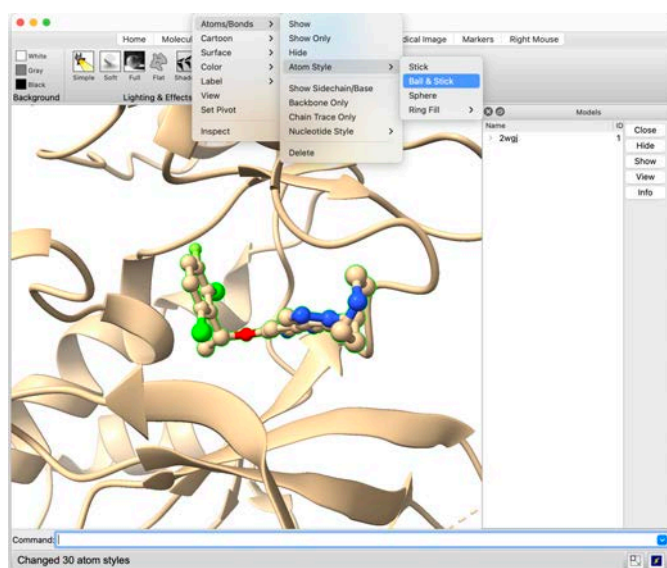 Home Molecul dical Image Markers Right Mouse
White
Gray
Black
Background
Simple Soft Full Flat Shad
Lighting & Effects
Atoms/Bonds >
Cartoon >
Surface >
Color >
Label >
View
Set Pivot
Inspect
Show
Show Only
Hide
Atom Style >
Show Sidechain/Base
Backbone Only
Chain Trace Only
Nucleotide Style >
Delete
Stick
Ball & Stick
Sphere
Ring Fill >
Models
Name ID
> 2wgj 1
Close
Hide
Show
View
Info
Command:
Changed 30 atom styles